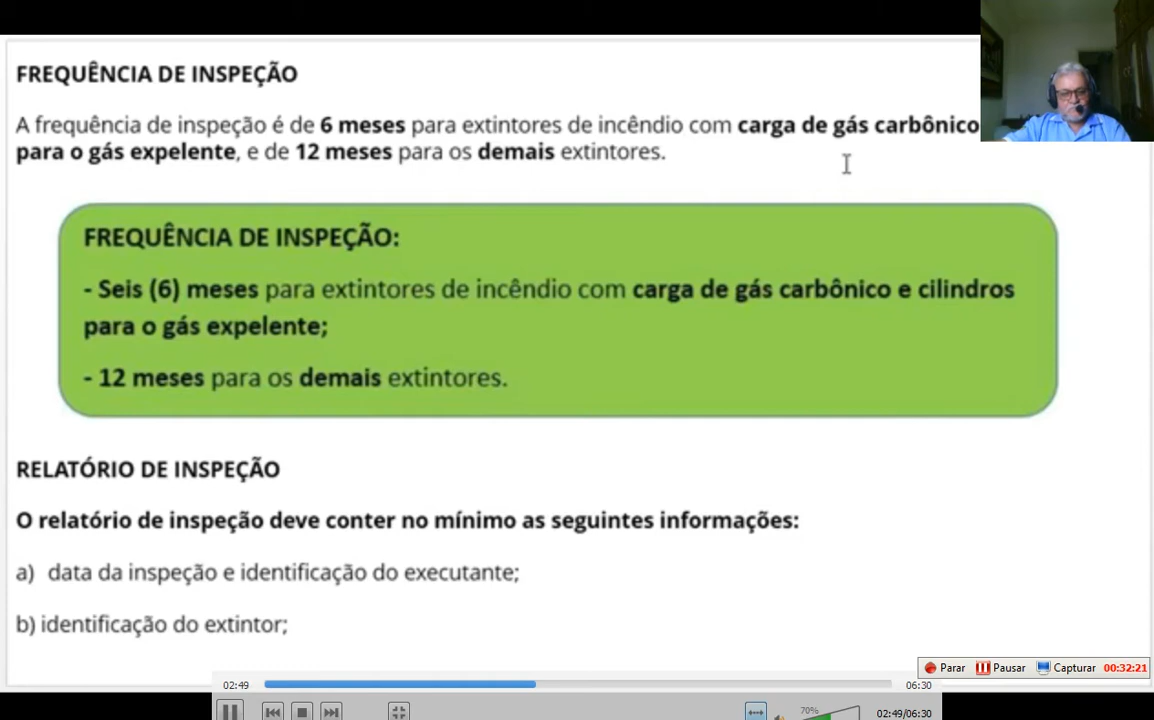 FREQUÊNCIA DE INSPEÇÃO
A frequência de inspeção é de 6 meses para extintores de incêndio com carga de gás carbônico
para o gás expelente, e de 12 meses para os demais extintores.
FREQUÊNCIA DE INSPEÇÃO:
- Seis (6) meses para extintores de incêndio com carga de gás carbônico e cilindros
para o gás expelente;
- 12 meses para os demais extintores.
RELATÓRIO DE INSPEÇÃO
O relatório de inspeção deve conter no mínimo as seguintes informações:
a) data da inspeção e identificação do executante;
b) identificação do extintor;
Parar Pausar Capturar 00:32:21
02:49 06:30
70% 02:49/06:30